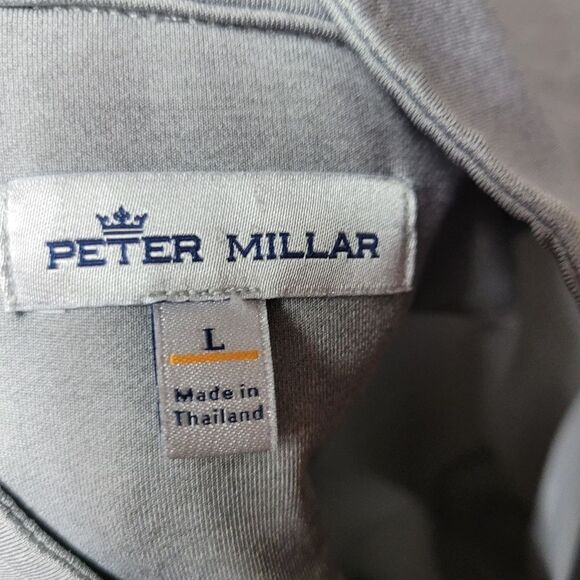 PETER MILLAR
L
Made in
Thailand